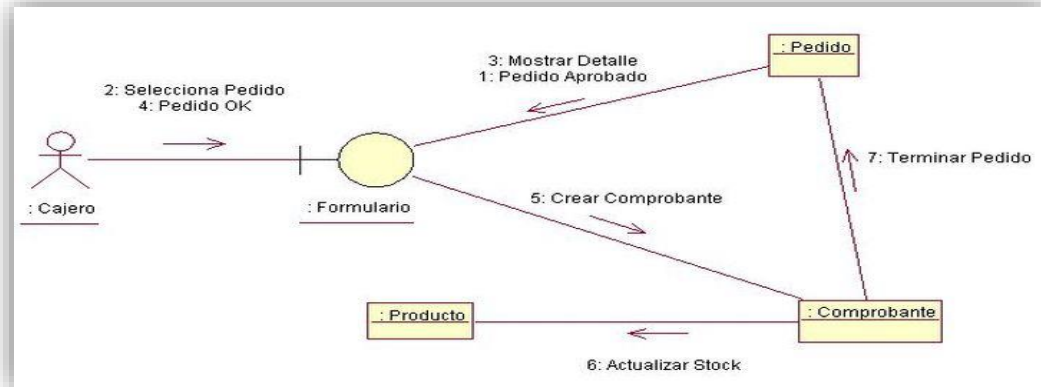 : Pedido
3: Mostrar Detalle
1: Pedido Aprobado
2: Selecciona Pedido
4: Pedido OK
7: Terminar Pedido
5: Crear Comprobante
: Cajero
: Formulario
: Producto
: Comprobante
6: Actualizar Stock